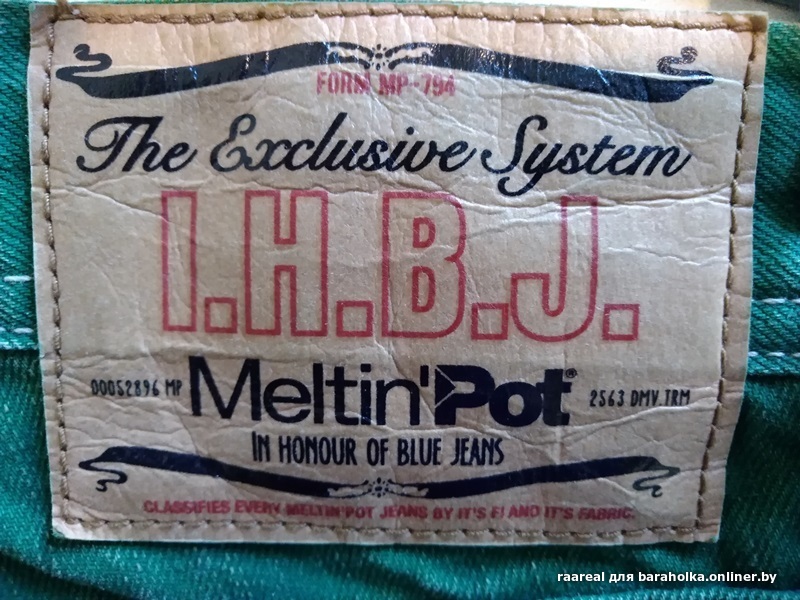 FORM MP-794
The Exclusive System
I.H.B.J.
00052896 MP Meltin'Pot® 2563 DMV.TRM
IN HONOUR OF BLUE JEANS
CLASSIFIES EVERY MELTIN'POT JEANS BY IT'S FI AND IT'S FABRIC.
raareal для baraholka.onliner.by